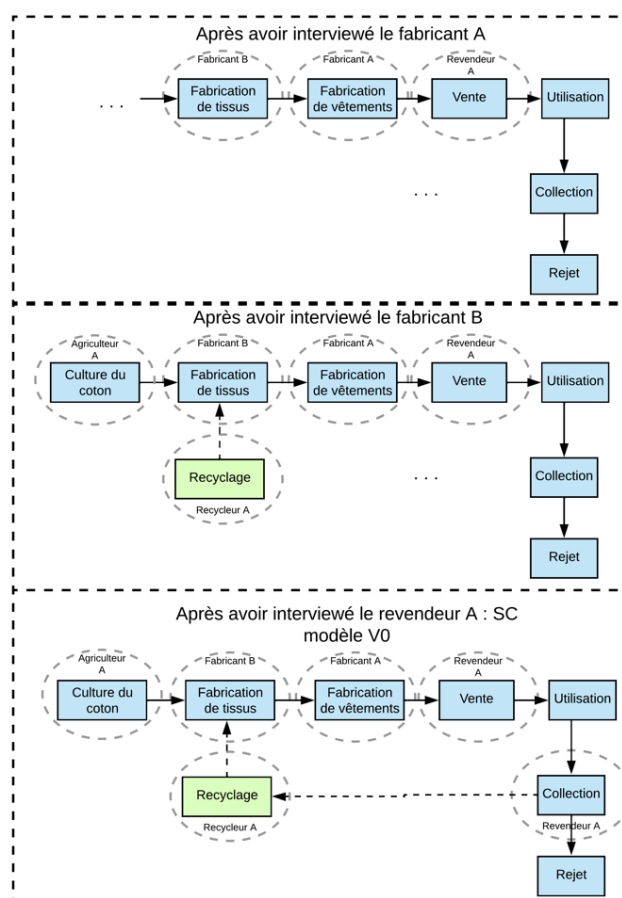 Après avoir interviewé le fabricant A
Fabricant B
Fabricant A
Revendeur
A
. . .
Fabrication
de tissus
Fabrication
de vêtements
Vente
Utilisation
. . .
Collection
Rejet
Après avoir interviewé le fabricant B
Agriculteur
A
Fabricant B
Fabricant A
Revendeur
A
Culture du
coton
Fabrication
de tissus
Fabrication
de vêtements
Vente
Utilisation
Recyclage
Recycleur A
. . .
Collection
Rejet
Après avoir interviewé le revendeur A : SC
modèle V0
Agriculteur
A
Fabricant B
Fabricant A
Revendeur
A
Culture du
coton
Fabrication
de tissus
Fabrication
de vêtements
Vente
Utilisation
Recyclage
Recycleur A
Collection
Revendeur A
Rejet